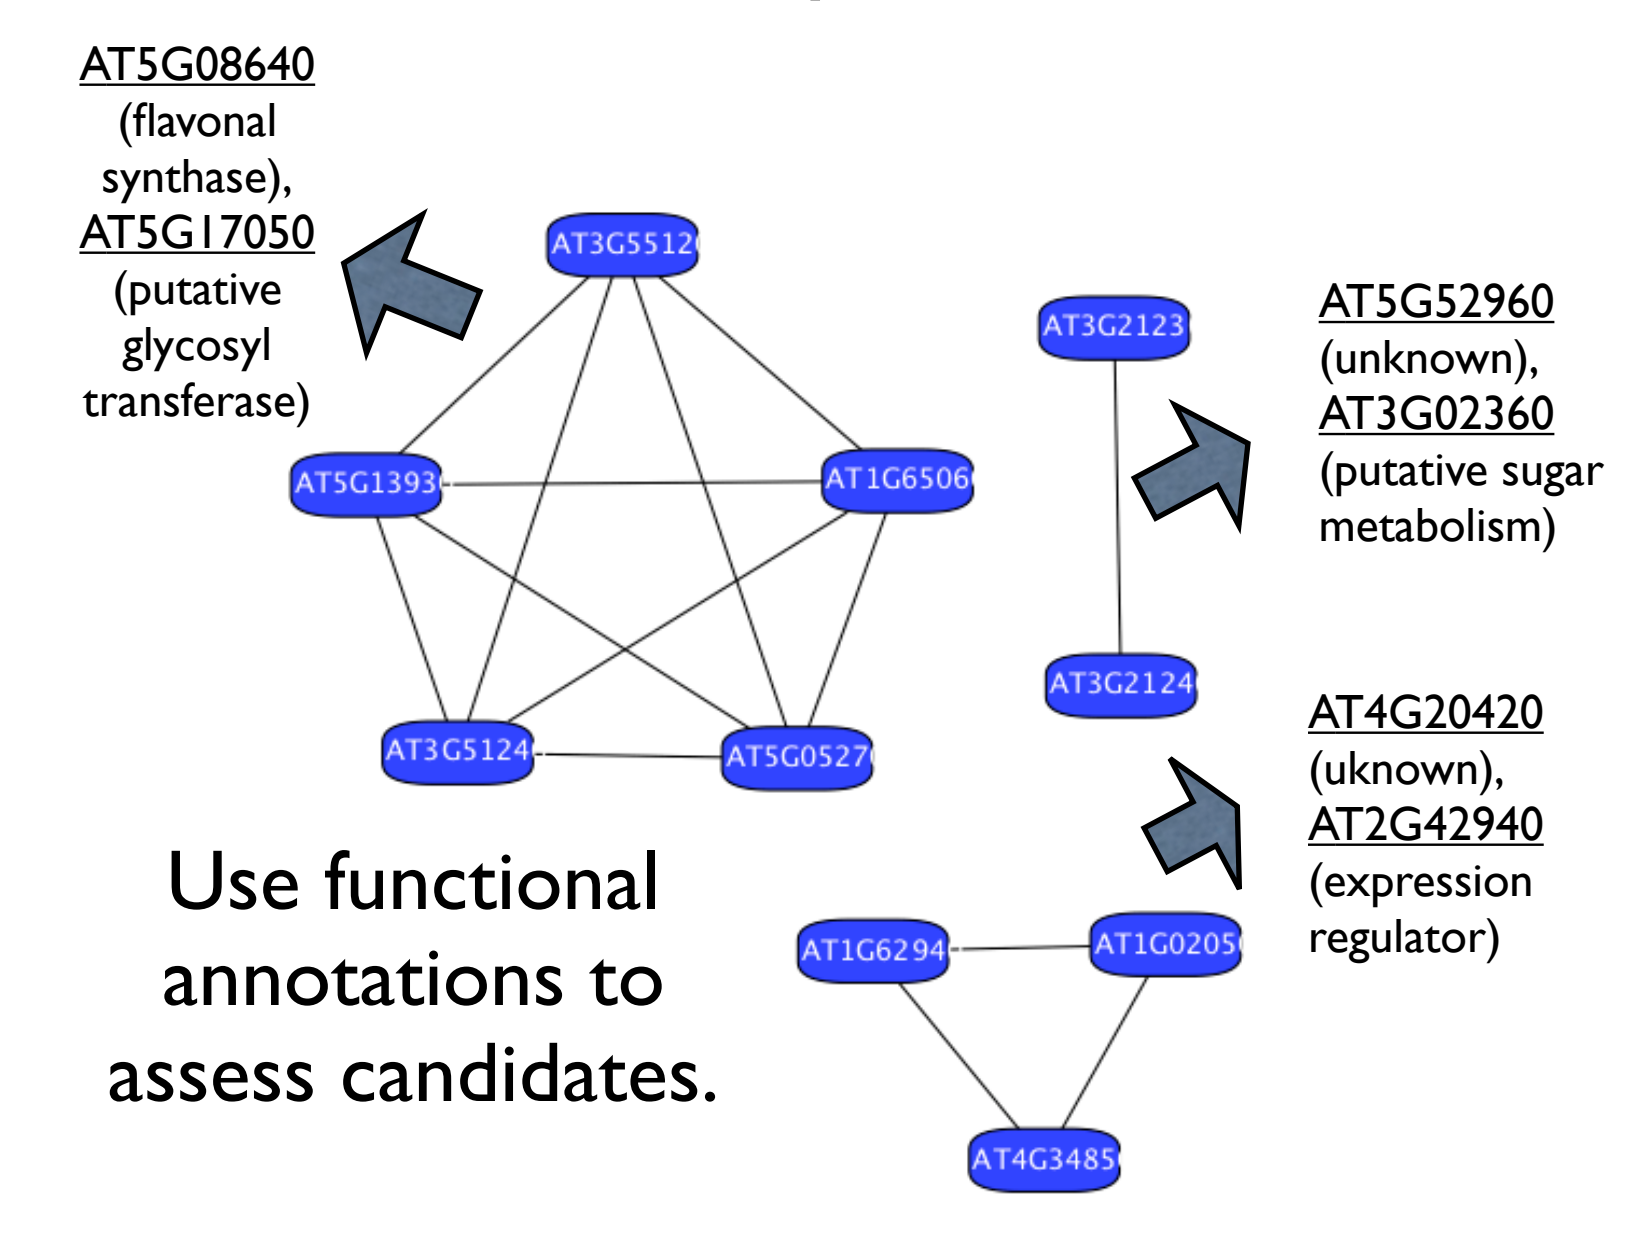 AT5G08640
(flavonal
synthase),
AT5G17050
(putative
glycosyl
transferase)
AT3G5512
AT5G1393
AT1G6506
AT3G5124
AT5G0527
AT3G2123
AT3G2124
AT5G52960
(unknown),
AT3G02360
(putative sugar
metabolism)
AT4G20420
(uknown),
AT2G42940
(expression
regulator)
AT1G6294
AT1G0205
AT4G3485
Use functional
annotations to
assess candidates.